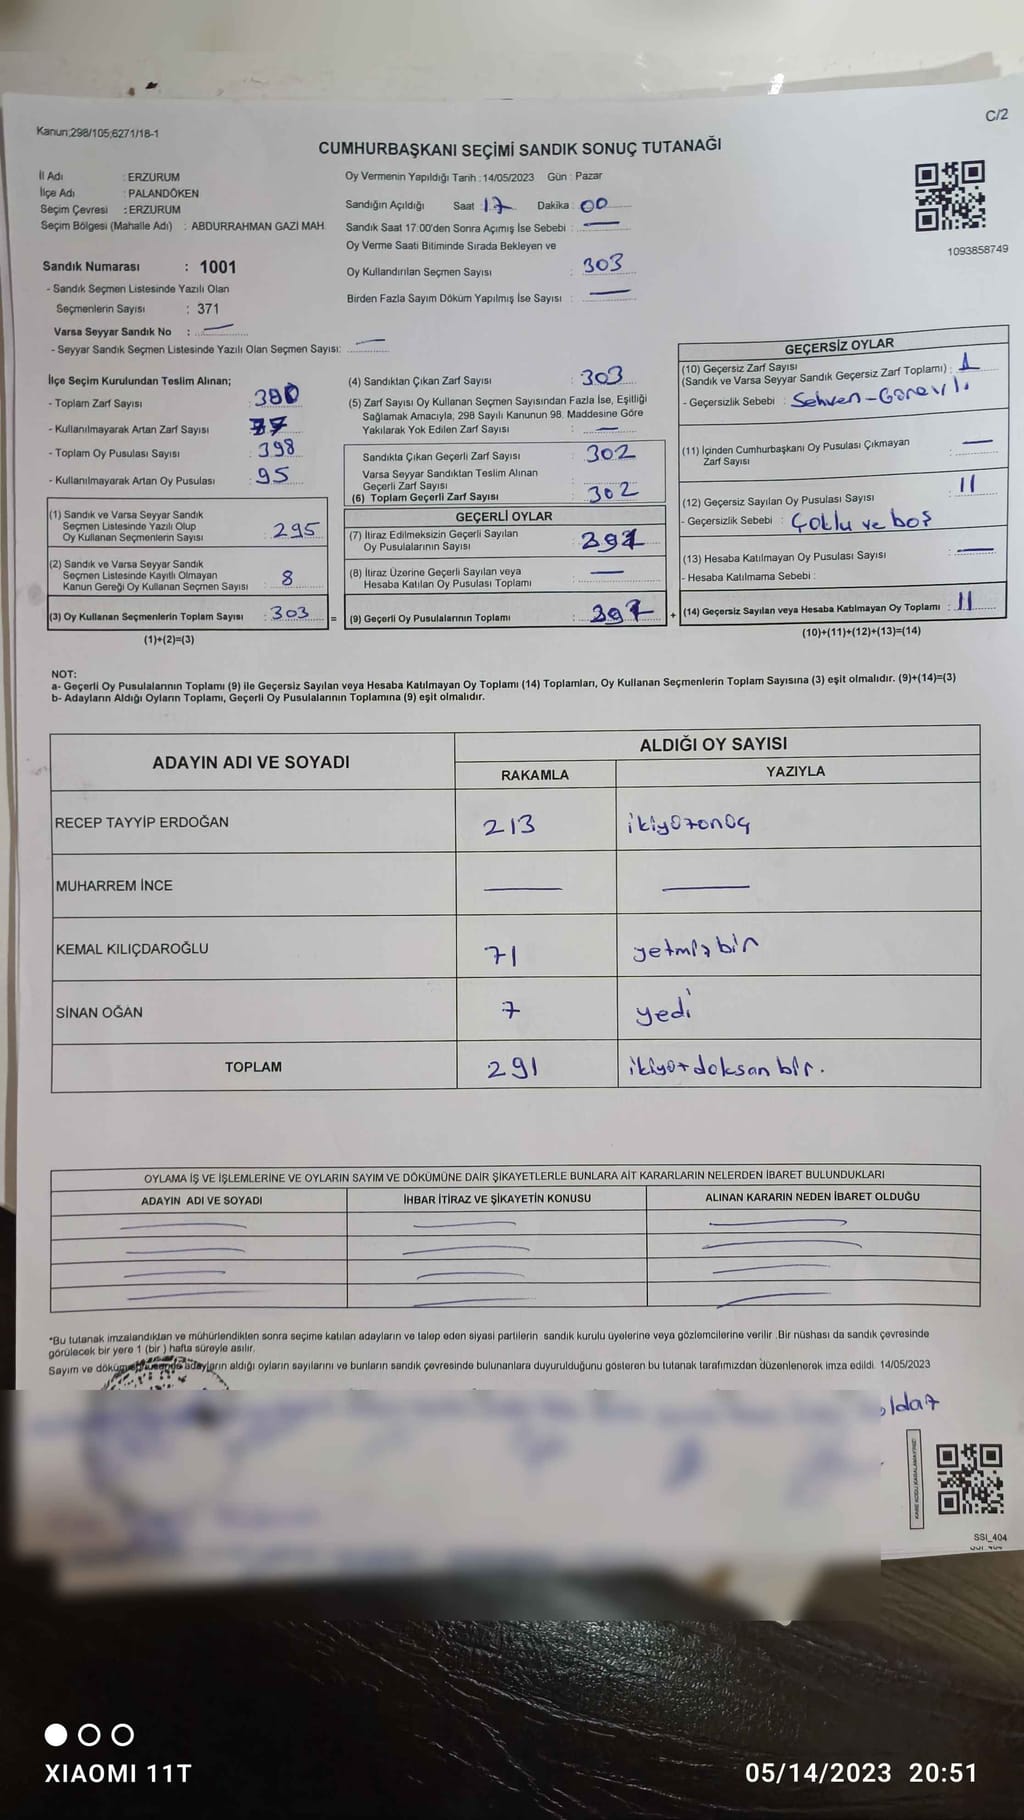 C/2
Kanun;298/105;6271/18-1
CUMHURBAŞKANI SEÇİMİ SANDIK SONUÇ TUTANAĞI
İl Adı : ERZURUM
İlçe Adı : PALANDÖKEN
Seçim Çevresi : ERZURUM
Seçim Bölgesi (Mahalle Adı) : ABDURRAHMAN GAZİ MAH.
Sandık Numarası : 1001
- Sandık Seçmen Listesinde Yazılı Olan
Seçmenlerin Sayısı : 371
Varsa Seyyar Sandık No :
- Seyyar Sandık Seçmen Listesinde Yazılı Olan Seçmen Sayısı:
Oy Vermenin Yapıldığı Tarih : 14/05/2023 Gün : Pazar
Sandığın Açıldığı Saat 17 Dakika : 00
Sandık Saat 17:00'den Sonra Açımış İse Sebebi :
Oy Verme Saati Bitiminde Sırada Bekleyen ve
Oy Kullandırılan Seçmen Sayısı : 303
Birden Fazla Sayım Döküm Yapılmış İse Sayısı :
1093858749
İlçe Seçim Kurulundan Teslim Alınan;
- Toplam Zarf Sayısı : 380
- Kullanılmayarak Artan Zarf Sayısı : 77
- Toplam Oy Pusulası Sayısı : 398
- Kullanılmayarak Artan Oy Pusulası : 95
(1) Sandık ve Varsa Seyyar Sandık
Seçmen Listesinde Yazılı Olup
Oy Kullanan Seçmenlerin Sayısı : 295
(2) Sandık ve Varsa Seyyar Sandık
Seçmen Listesinde Kayıtlı Olmayan
Kanun Gereği Oy Kullanan Seçmen Sayısı : 8
(3) Oy Kullanan Seçmenlerin Toplam Sayısı : 303 =
(1)+(2)=(3)
(4) Sandıktan Çıkan Zarf Sayısı : 303
(5) Zarf Sayısı Oy Kullanan Seçmen Sayısından Fazla İse, Eşitliği
Sağlamak Amacıyla, 298 Sayılı Kanunun 98. Maddesine Göre
Yakılarak Yok Edilen Zarf Sayısı :
Sandıkta Çıkan Geçerli Zarf Sayısı : 302
Varsa Seyyar Sandıktan Teslim Alınan
Geçerli Zarf Sayısı :
(6) Toplam Geçerli Zarf Sayısı : 302
GEÇERLİ OYLAR
(7) İtiraz Edilmeksizin Geçerli Sayılan
Oy Pusulalarının Sayısı :
(8) İtiraz Üzerine Geçerli Sayılan veya
Hesaba Katılan Oy Pusulası Toplamı :
(9) Geçerli Oy Pusulalarının Toplamı : +
GEÇERSİZ OYLAR
(10) Geçersiz Zarf Sayısı
(Sandık ve Varsa Seyyar Sandık Geçersiz Zarf Toplamı) : 1
- Geçersizlik Sebebi : Sehven-Görevli
(11) İçinden Cumhurbaşkanı Oy Pusulası Çıkmayan
Zarf Sayısı :
(12) Geçersiz Sayılan Oy Pusulası Sayısı : 11
- Geçersizlik Sebebi : Çoklu ve boş
(13) Hesaba Katılmayan Oy Pusulası Sayısı :
- Hesaba Katılmama Sebebi :
(14) Geçersiz Sayılan veya Hesaba Katılmayan Oy Toplamı : 11
(10)+(11)+(12)+(13)=(14)
NOT:
a- Geçerli Oy Pusulalarının Toplamı (9) ile Geçersiz Sayılan veya Hesaba Katılmayan Oy Toplamı (14) Toplamları, Oy Kullanan Seçmenlerin Toplam Sayısına (3) eşit olmalıdır. (9)+(14)=(3)
b- Adayların Aldığı Oyların Toplamı, Geçerli Oy Pusulalarının Toplamına (9) eşit olmalıdır.
ADAYIN ADI VE SOYADI ALDIĞI OY SAYISI
RAKAMLA YAZIYLA
RECEP TAYYİP ERDOĞAN 213 ikiyüzonüç
MUHARREM İNCE
KEMAL KILIÇDAROĞLU 71 yetmişbir
SİNAN OĞAN 7 yedi
TOPLAM 291 ikiyüzdoksan bir.
OYLAMA İŞ VE İŞLEMLERİNE VE OYLARIN SAYIM VE DÖKÜMÜNE DAİR ŞİKAYETLERLE BUNLARA AİT KARARLARIN NELERDEN İBARET BULUNDUKLARI
ADAYIN ADI VE SOYADI İHBAR İTİRAZ VE ŞİKAYETİN KONUSU ALINAN KARARIN NEDEN İBARET OLDUĞU
*Bu tutanak imzalandıktan ve mühürlendikten sonra seçime katılan adayların ve talep eden siyasi partilerin sandık kurulu üyelerine veya gözlemcilerine verilir .Bir nüshası da sandık çevresinde
görülecek bir yere 1 (bir ) hafta süreyle asılır.
Sayım ve döküm adayların aldığı oyların sayılarını ve bunların sandık çevresinde bulunanlara duyurulduğunu gösteren bu tutanak tarafımızdan düzenlenerek imza edildi. 14/05/2023
KARE KODU KARALAMAYINIZ!
SSI_404
XIAOMI 11T
05/14/2023 20:51